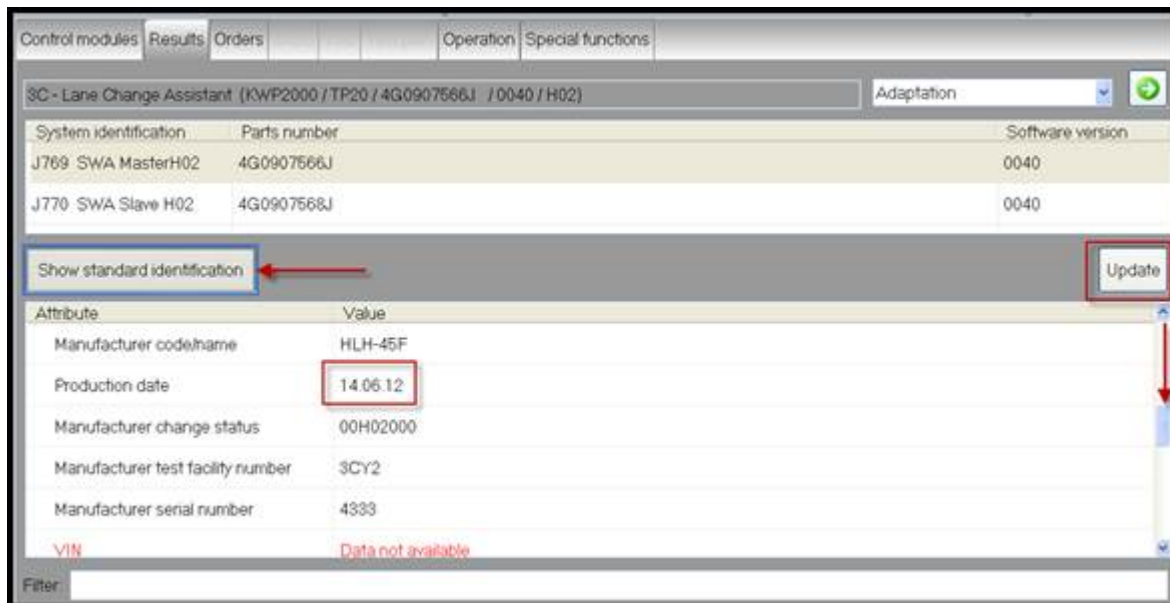 Control modules Results Orders Operation Special functions
3C - Lane Change Assistant (KWP2000 / TP20 / 4G0907566J / 0040 / H02) Adaptation
System identification Parts number Software version
J769 SWA MasterH02 4G0907566J 0040
J770 SWA Slave H02 4G0907568J 0040
Show standard identification Update
Attribute Value
Manufacturer code/name HLH-45F
Production date 14.06.12
Manufacturer change status 00H02000
Manufacturer test facility number 3CY2
Manufacturer serial number 4333
VIN Data not available
Filter: